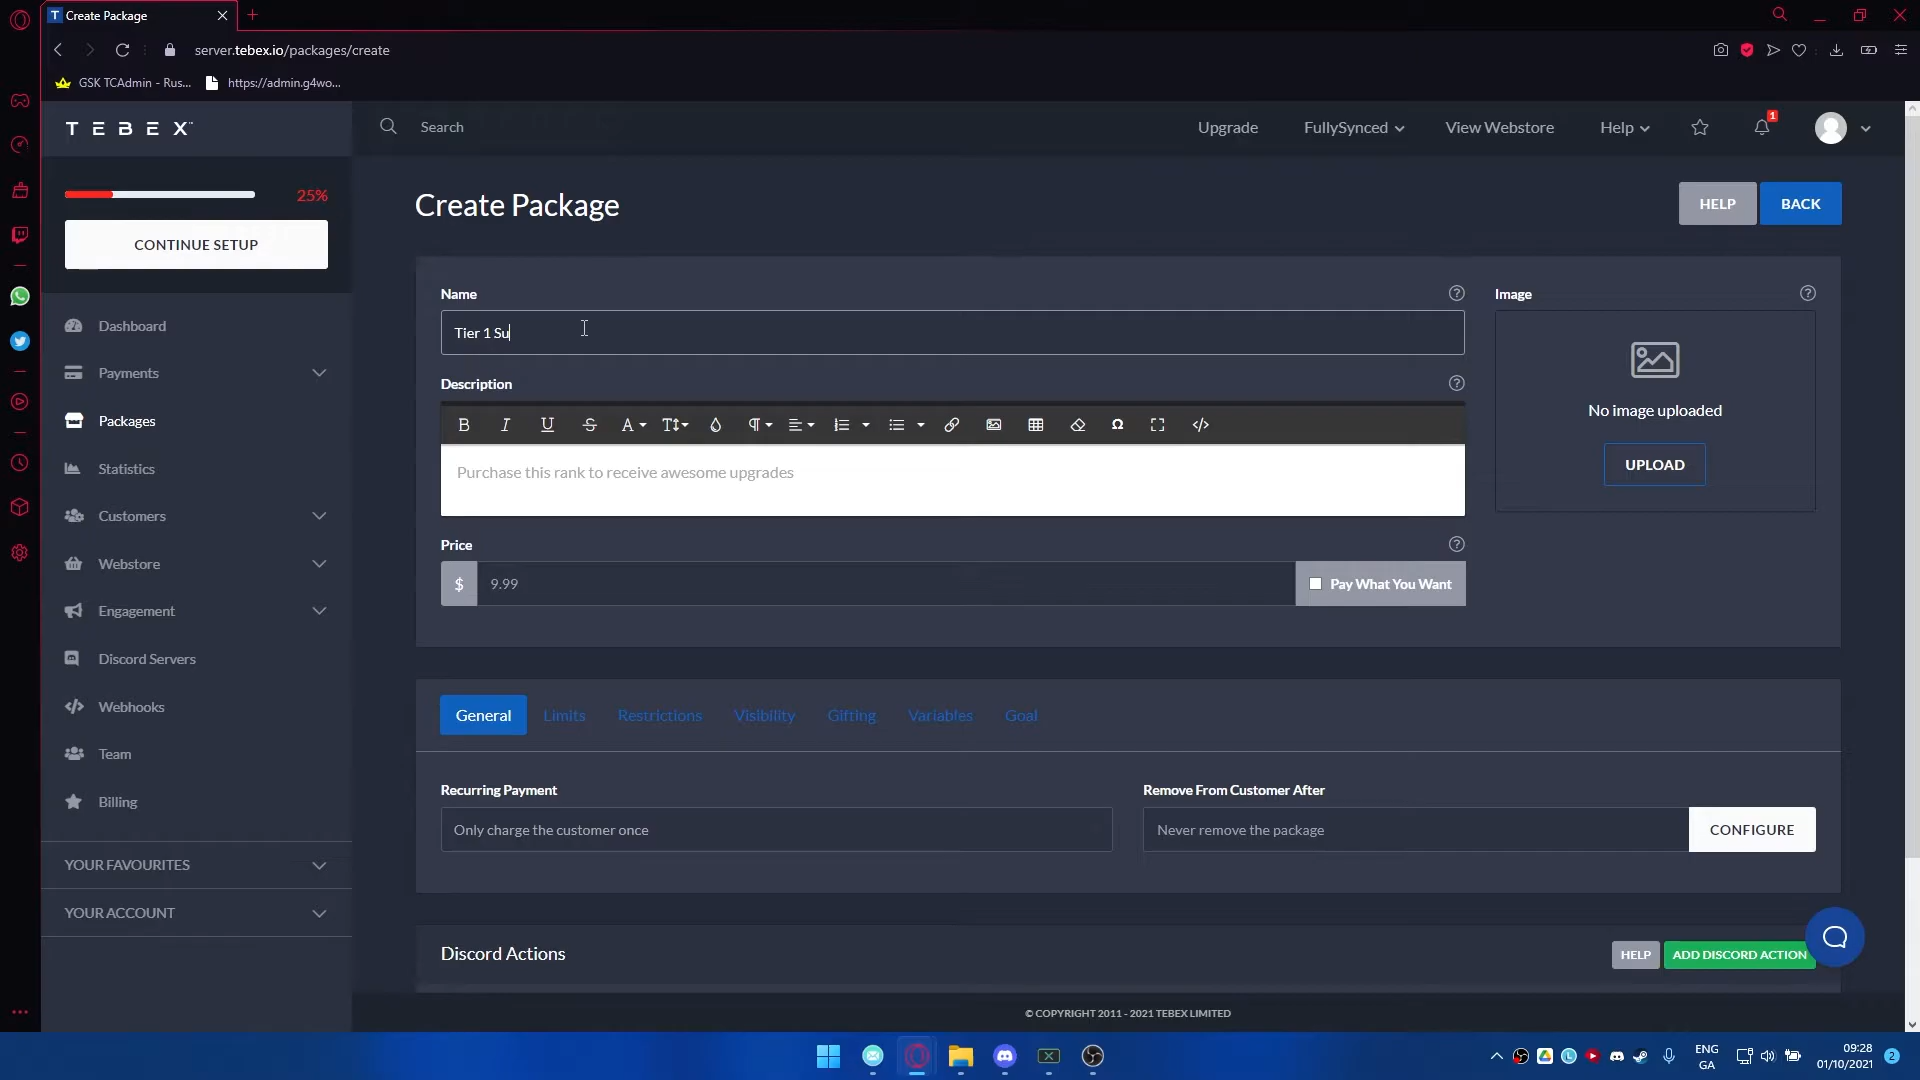 T Create Package
server.tebex.io/packages/create
GSK TCAdmin - Rus...
https://admin.g4wo...
TEBEX™
Search
Upgrade
FullySynced
View Webstore
Help
1
25%
CONTINUE SETUP
Dashboard
Payments
Packages
Statistics
Customers
Webstore
Engagement
Discord Servers
Webhooks
Team
Billing
YOUR FAVOURITES
YOUR ACCOUNT
Create Package
HELP
BACK
Name
Tier 1 Su
Image
No image uploaded
UPLOAD
Description
Purchase this rank to receive awesome upgrades
Price
$ 9.99
Pay What You Want
General
Limits
Restrictions
Visibility
Gifting
Variables
Goal
Recurring Payment
Only charge the customer once
Remove From Customer After
Never remove the package
CONFIGURE
Discord Actions
HELP
ADD DISCORD ACTION
© COPYRIGHT 2011 - 2021 TEBEX LIMITED
ENG
GA
09:28
01/10/2021
2